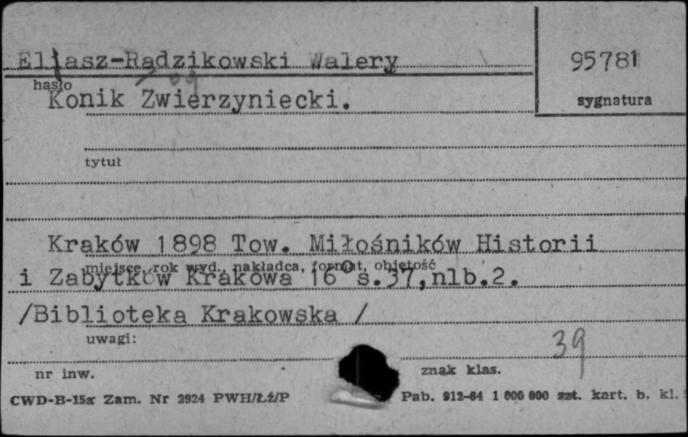 Eljasz-Radzikowski Walery
95781
hasło
sygnatura
Konik Zwierzyniecki.
tytuł
Kraków 1898 Tow. Miłośników Historii
miejsce, rok wyd., nakładca, format, objętość
i Zabytków Krakowa 16° s.37,nlb.2.
/Biblioteka Krakowska /
uwagi:
39
nr inw.
znak klas.
CWD-B-15a Zam. Nr 2924 PWH/Łź/P
Pab. 912-64 1 000 000 szt. kart. b. kl.